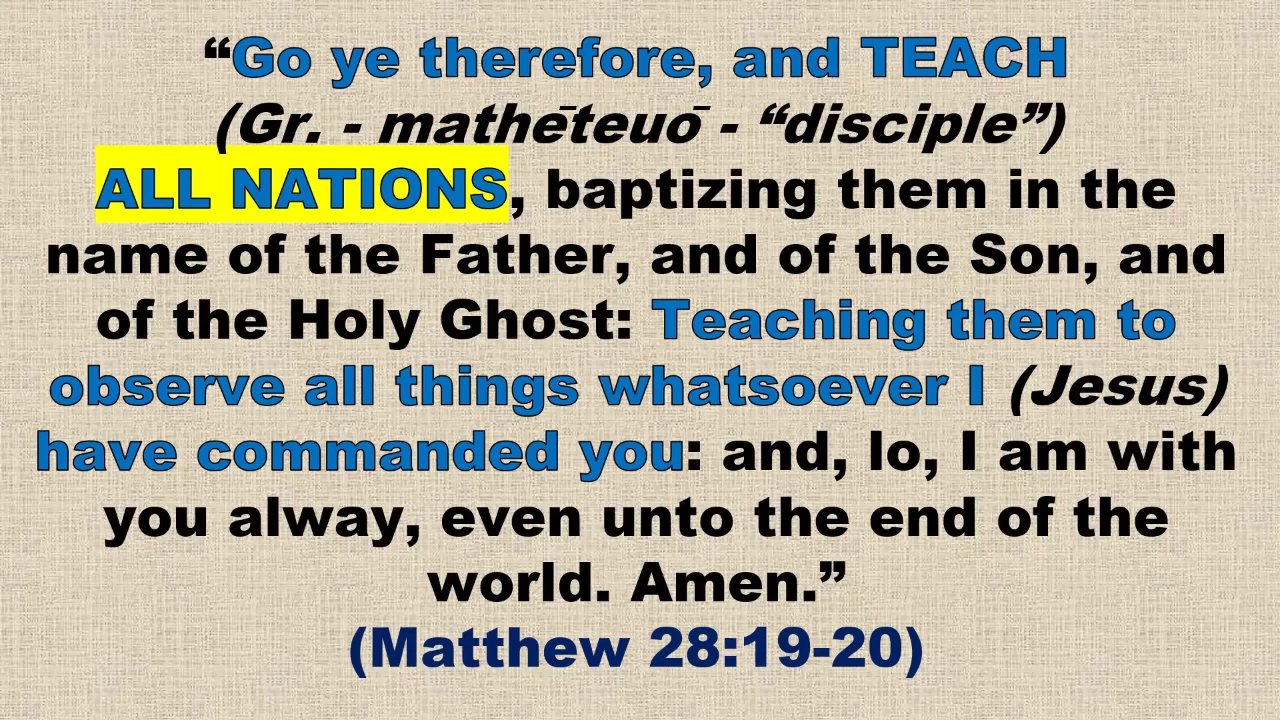 “Go ye therefore, and TEACH
(Gr. - mathēteuō - “disciple”)
ALL NATIONS, baptizing them in the
name of the Father, and of the Son, and
of the Holy Ghost: Teaching them to
observe all things whatsoever I (Jesus)
have commanded you: and, lo, I am with
you alway, even unto the end of the
world. Amen.”
(Matthew 28:19-20)